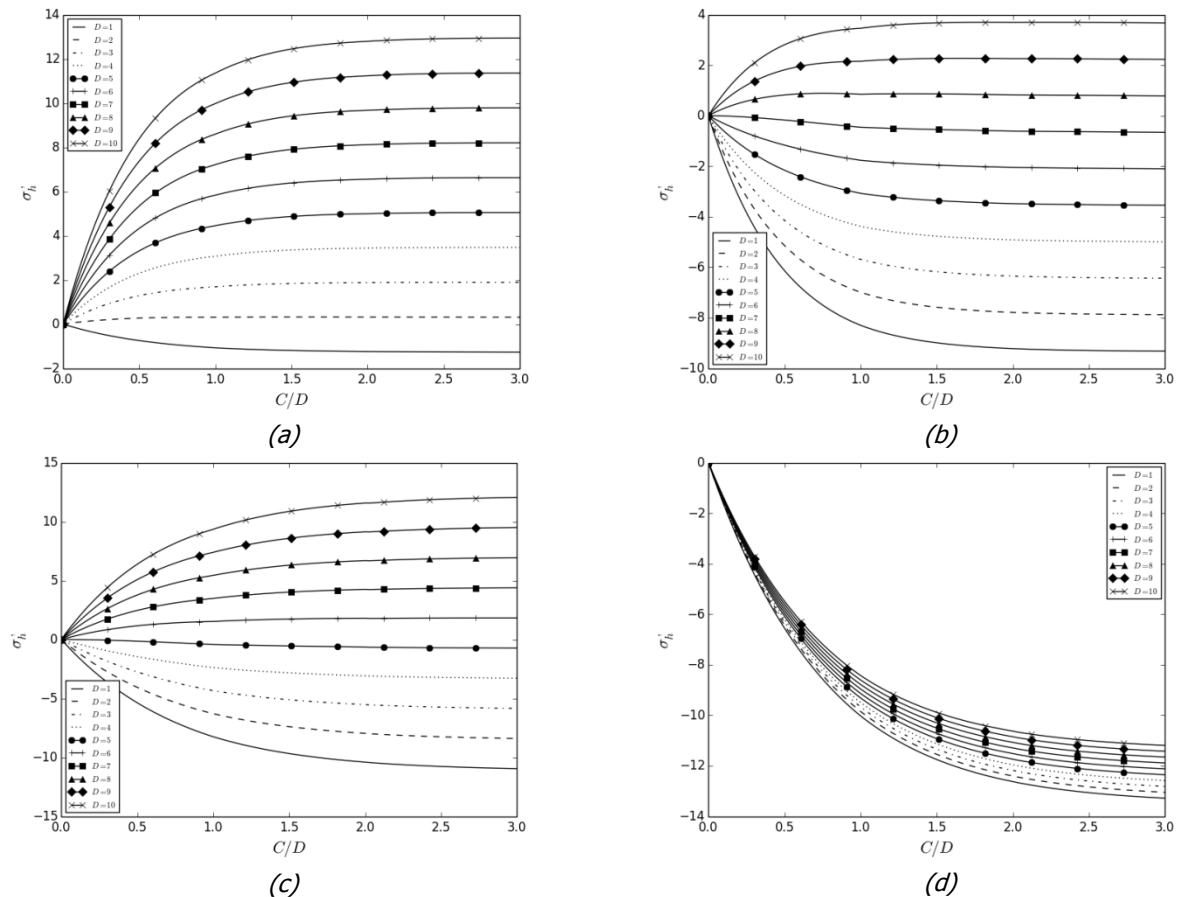 14
12
10
8
6
4
2
0
−2
σ'h
D=1
D=2
D=3
D=4
D=5
D=6
D=7
D=8
D=9
D=10
0.0 0.5 1.0 1.5 2.0 2.5 3.0
C/D
(a)
4
2
0
−2
−4
−6
−8
−10
σ'h
D=1
D=2
D=3
D=4
D=5
D=6
D=7
D=8
D=9
D=10
0.0 0.5 1.0 1.5 2.0 2.5 3.0
C/D
(b)
15
10
5
0
−5
−10
−15
σ'h
D=1
D=2
D=3
D=4
D=5
D=6
D=7
D=8
D=9
D=10
0.0 0.5 1.0 1.5 2.0 2.5 3.0
C/D
(c)
0
−2
−4
−6
−8
−10
−12
−14
σ'h
D=1
D=2
D=3
D=4
D=5
D=6
D=7
D=8
D=9
D=10
0.0 0.5 1.0 1.5 2.0 2.5 3.0
C/D
(d)